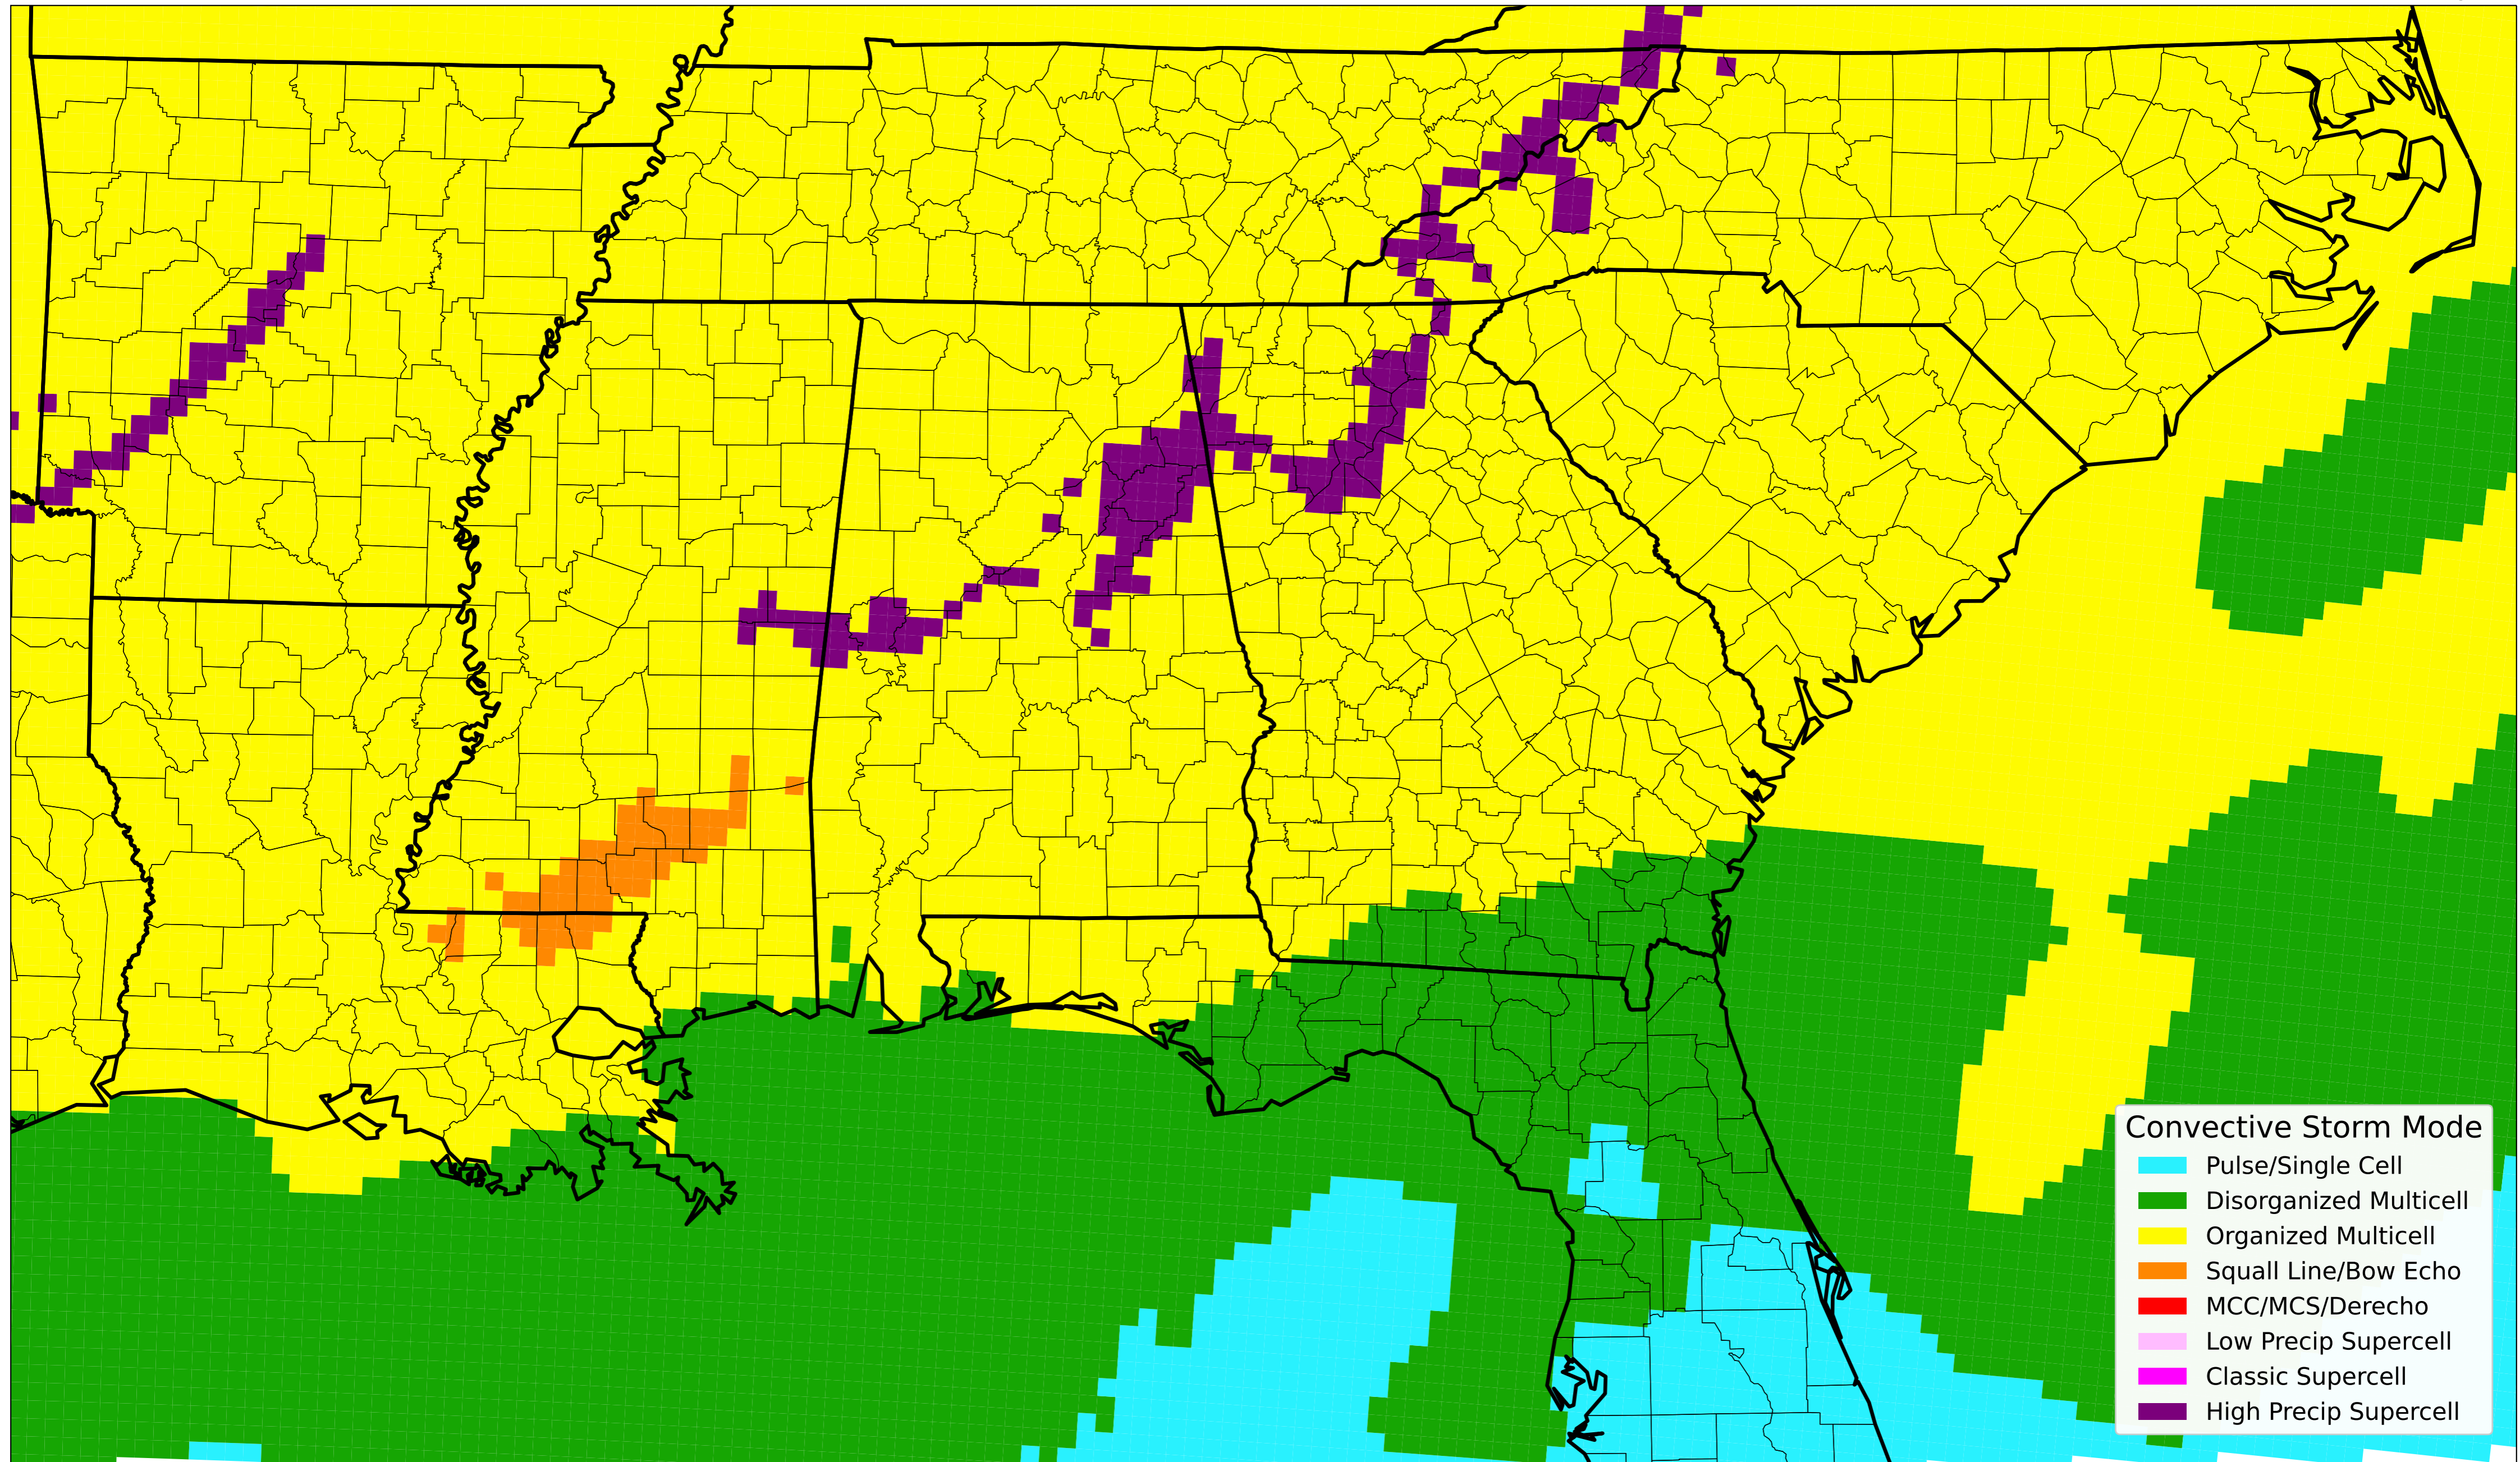 Convective Storm Mode
Pulse/Single Cell
Disorganized Multicell
Organized Multicell
Squall Line/Bow Echo
MCC/MCS/Derecho
Low Precip Supercell
Classic Supercell
High Precip Supercell